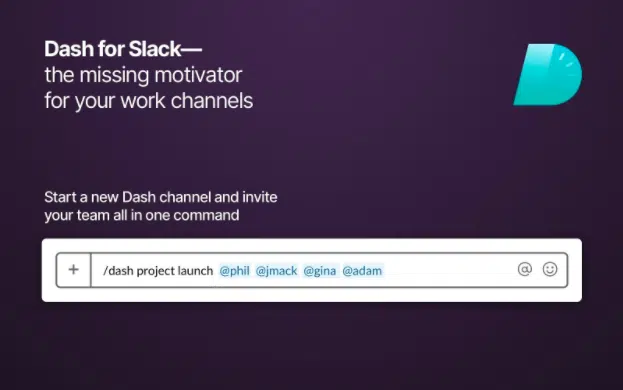 Dash for Slack—
the missing motivator
for your work channels
Start a new Dash channel and invite
your team all in one command
/dash project launch @phil @jmack @gina @adam